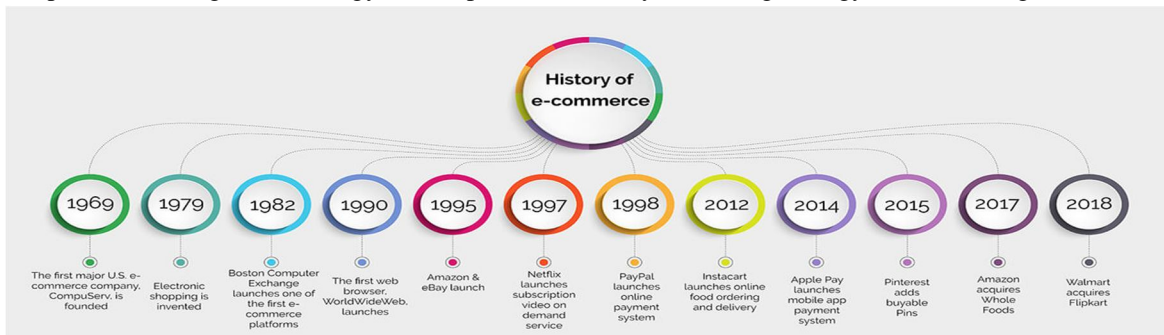 History of
e-commerce
1969
1979
1982
1990
1995
1997
1998
2012
2014
2015
2017
2018
The first major U.S. e-
commerce company,
CompuServ, is
founded
Electronic
shopping is
invented
Boston Computer
Exchange
launches one of
the first e-
commerce
platforms
The first web
browser,
WorldWideWeb,
launches
Amazon &
eBay launch
Netflix
launches
subscription
video on
demand
service
PayPal
launches
online
payment
system
Instacart
launches online
food ordering
and delivery
Apple Pay
launches
mobile app
payment
system
Pinterest
adds
buyable
Pins
Amazon
acquires
Whole
Foods
Walmart
acquires
Flipkart